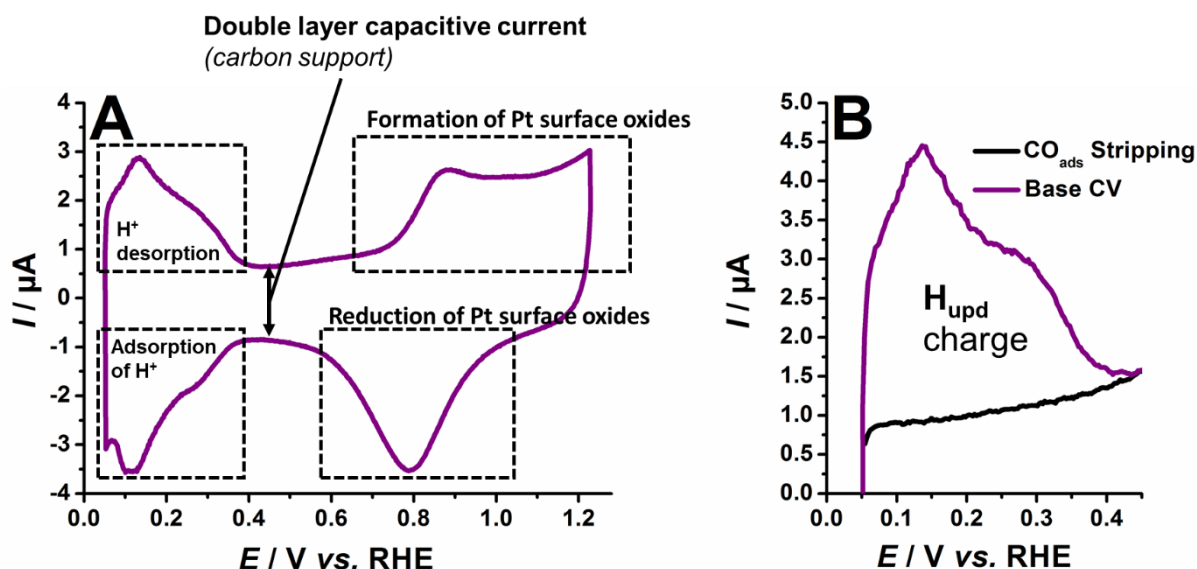 Double layer capacitive current
(carbon support)
A
Formation of Pt surface oxides
H+
desorption
Reduction of Pt surface oxides
Adsorption
of H+
4
3
2
1
0
-1
-2
-3
-4
I / µA
0.0 0.2 0.4 0.6 0.8 1.0 1.2
E / V vs. RHE
B
COads Stripping
Base CV
Hupd
charge
5.0
4.5
4.0
3.5
3.0
2.5
2.0
1.5
1.0
0.5
0.0
I / µA
0.0 0.1 0.2 0.3 0.4
E / V vs. RHE